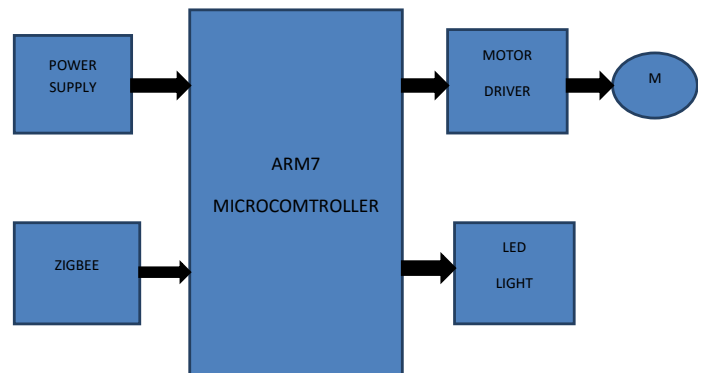 POWER
SUPPLY
ZIGBEE
ARM7
MICROCOMTROLLER
MOTOR
DRIVER
M
LED
LIGHT